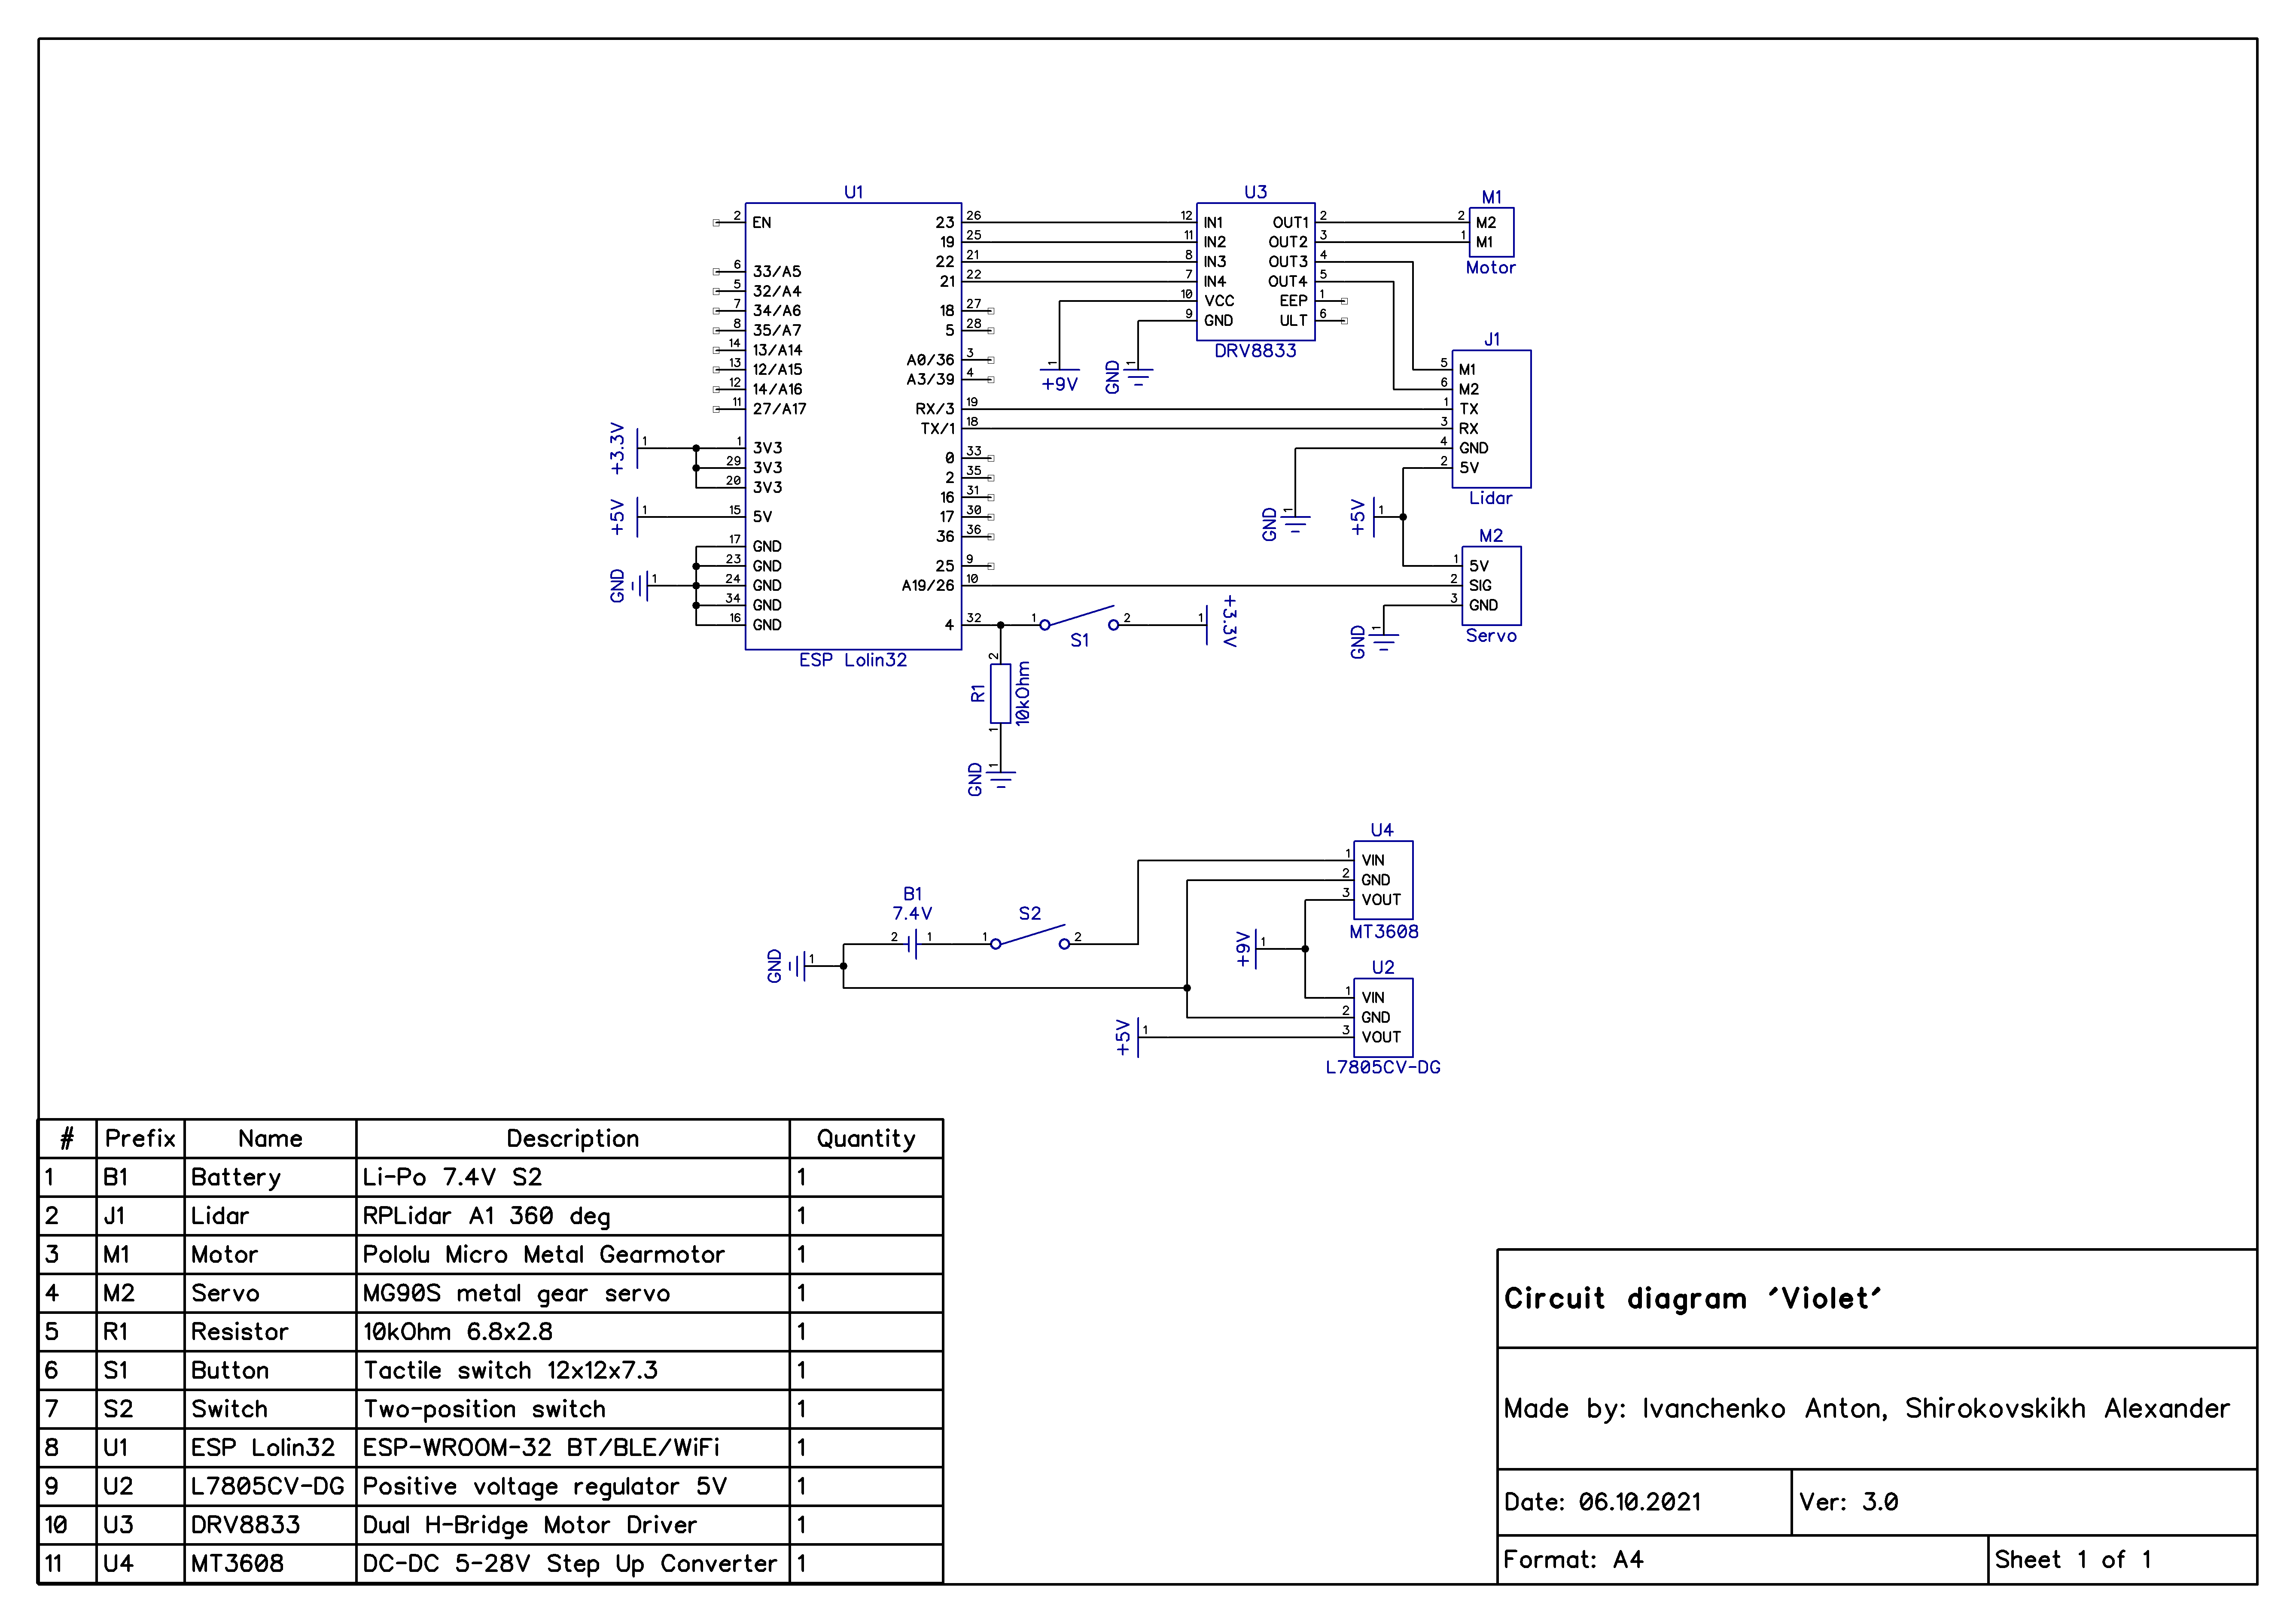 U1
2 EN
6 33/A5
5 32/A4
7 34/A6
8 35/A7
14 13/A14
13 12/A15
12 14/A16
11 27/A17
+3.3V 1
1 3V3
29 3V3
20 3V3
+5V 1 15 5V
17 GND
23 GND
GND 1 24 GND
34 GND
16 GND
23 26
19 25
22 21
21 22
18 27
5 28
A0/36 3
A3/39 4
RX/3 19
TX/1 18
0 33
2 35
16 31
17 30
36 36
25 9
A19/26 10
4 32
ESP Lolin32
1 S1 2
1 +3.3V
2
R1 10kOhm
1
GND 1
U3
12 IN1 OUT1 2
11 IN2 OUT2 3
8 IN3 OUT3 4
7 IN4 OUT4 5
10 VCC EEP 1
9 GND ULT 6
DRV8833
1 +9V
GND 1
M1
2 M2
1 M1
Motor
J1
5 M1
6 M2
1 TX
3 RX
4 GND
2 5V
Lidar
GND 1
+5V 1
M2
1 5V
2 SIG
3 GND
Servo
GND 1
U4
1 VIN
2 GND
3 VOUT
MT3608
B1
7.4V
2 1
S2
1 2
GND 1
+9V 1
U2
1 VIN
2 GND
3 VOUT
L7805CV-DG
+5V 1
# Prefix Name Description Quantity
1 B1 Battery Li-Po 7.4V S2 1
2 J1 Lidar RPLidar A1 360 deg 1
3 M1 Motor Pololu Micro Metal Gearmotor 1
4 M2 Servo MG90S metal gear servo 1
5 R1 Resistor 10kOhm 6.8x2.8 1
6 S1 Button Tactile switch 12x12x7.3 1
7 S2 Switch Two-position switch 1
8 U1 ESP Lolin32 ESP-WROOM-32 BT/BLE/WiFi 1
9 U2 L7805CV-DG Positive voltage regulator 5V 1
10 U3 DRV8833 Dual H-Bridge Motor Driver 1
11 U4 MT3608 DC-DC 5-28V Step Up Converter 1
Circuit diagram 'Violet'
Made by: Ivanchenko Anton, Shirokovskikh Alexander
Date: 06.10.2021 Ver: 3.0
Format: A4 Sheet 1 of 1